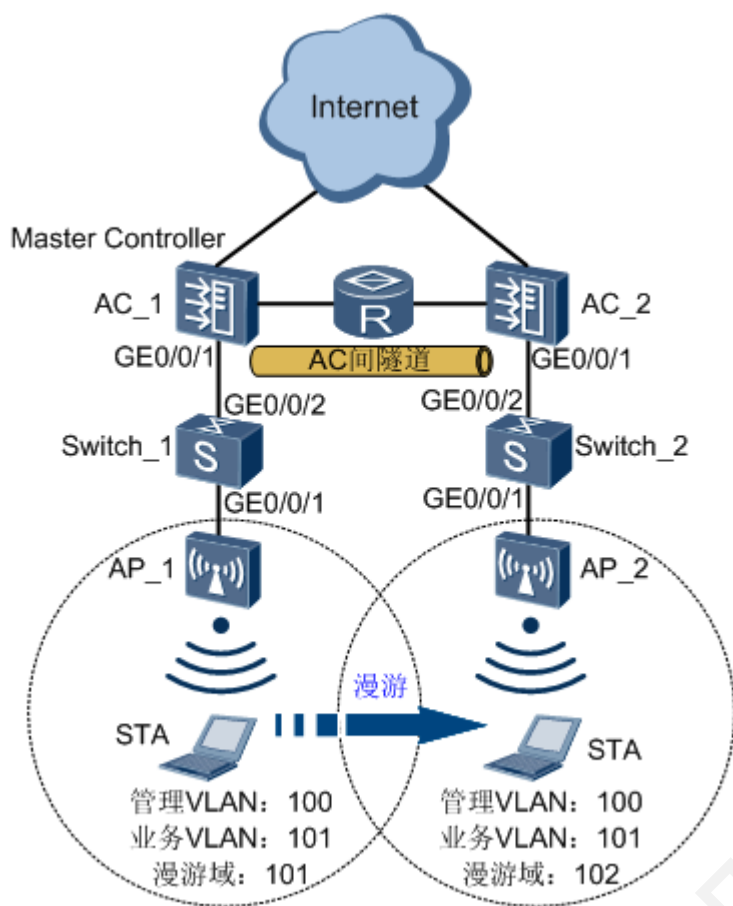 Internet
Master Controller
AC_1
R
AC_2
GE0/0/1
AC间隧道
GE0/0/1
GE0/0/2
GE0/0/2
Switch_1
S
S
Switch_2
GE0/0/1
GE0/0/1
AP_1
AP_2
漫游
STA
STA
管理VLAN：100
管理VLAN：100
业务VLAN：101
业务VLAN：101
漫游域：101
漫游域：102